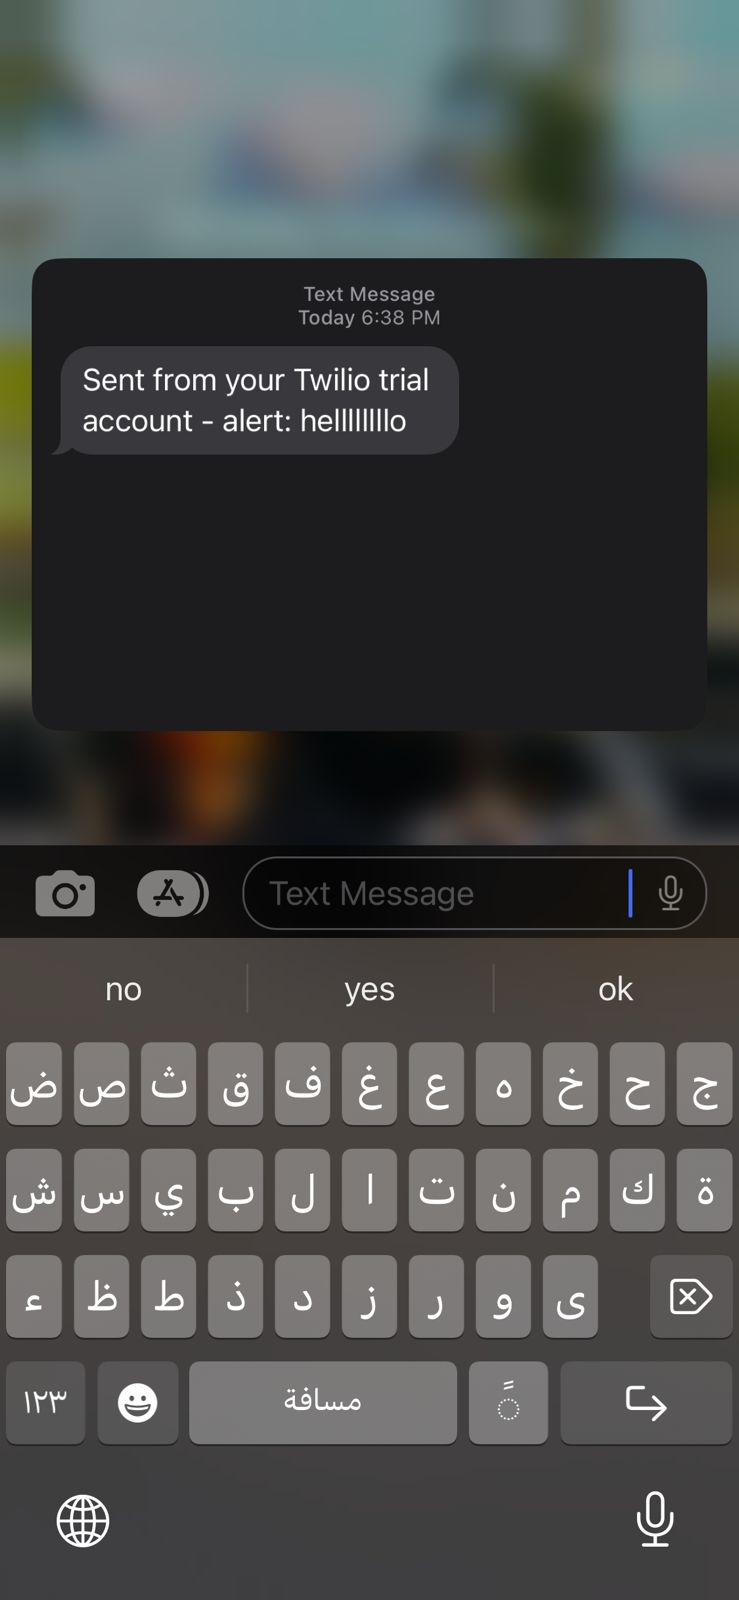 Text Message
Today 6:38 PM
Sent from your Twilio trial
account - alert: helllllllo
Text Message
no yes ok
ض ص ث ق ف غ ع ه خ ح ج
ش س ي ب ل ا ت ن م ك ة
ء ظ ط ذ د ز ر و ى
١٢٣ مسافة